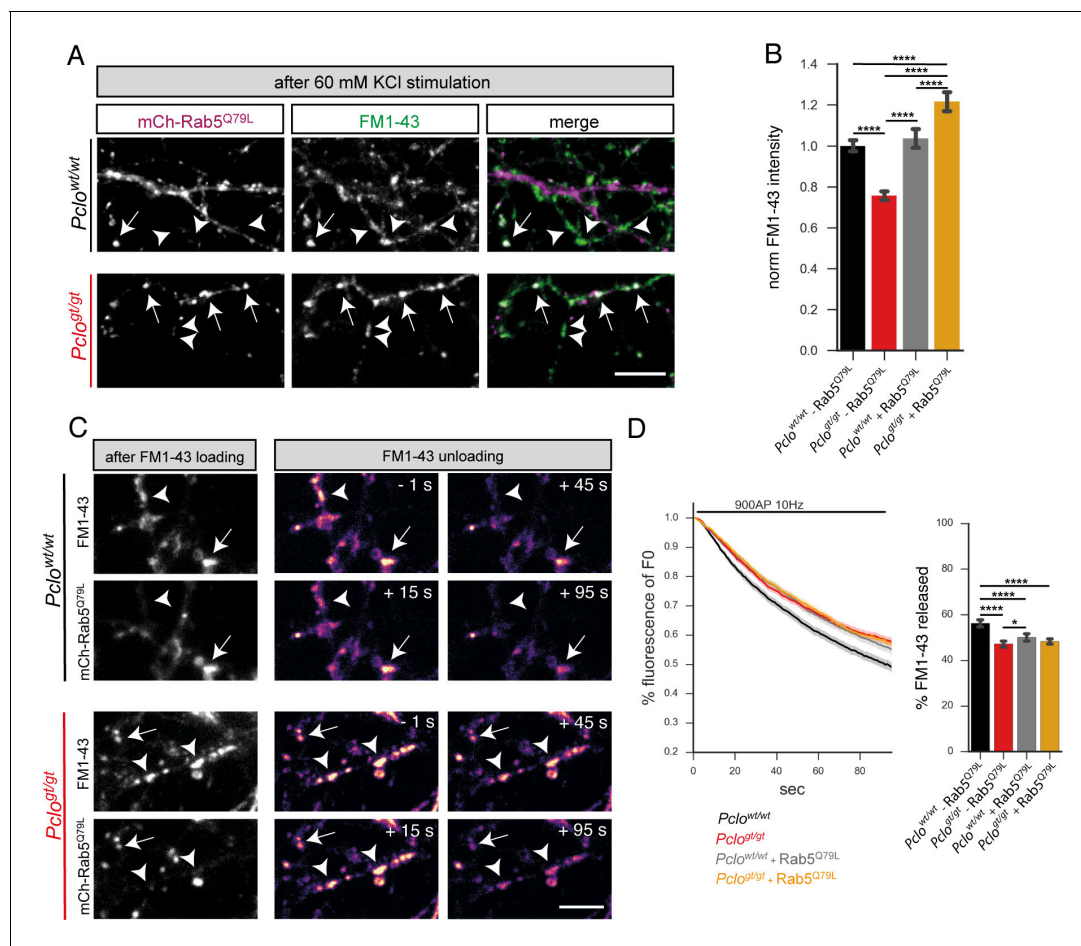 A
after 60 mM KCl stimulation
mCh-Rab5Q79L
FM1-43
merge
Pclowt/wt
Pclogt/gt
B
****
****
****
****
****
norm FM1-43 intensity
1.4
1.2
1.0
0.8
0.6
0.4
0.2
0.0
Pclowt/wt - Rab5Q79L
Pclogt/gt - Rab5Q79L
Pclowt/wt + Rab5Q79L
Pclogt/gt + Rab5Q79L
C
after FM1-43 loading
FM1-43 unloading
Pclowt/wt
FM1-43
- 1 s
+ 45 s
mCh-Rab5Q79L
+ 15 s
+ 95 s
Pclogt/gt
FM1-43
- 1 s
+ 45 s
mCh-Rab5Q79L
+ 15 s
+ 95 s
D
900AP 10Hz
% fluorescence of F0
1.0
0.9
0.8
0.7
0.6
0.5
0.4
0.3
0.2
0
20
40
60
80
sec
Pclowt/wt
Pclogt/gt
Pclowt/wt + Rab5Q79L
Pclogt/gt + Rab5Q79L
% FM1-43 released
100
80
60
40
20
0
****
****
****
*
Pclowt/wt - Rab5Q79L
Pclogt/gt - Rab5Q79L
Pclowt/wt + Rab5Q79L
Pclogt/gt + Rab5Q79L